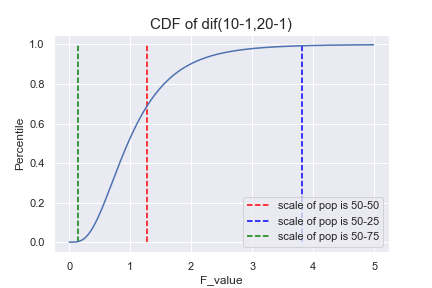 CDF of dif(10-1,20-1)
1.0
0.8
0.6
0.4
0.2
0.0
Percentile
scale of pop is 50-50
scale of pop is 50-25
scale of pop is 50-75
0 1 2 3 4 5
F_value